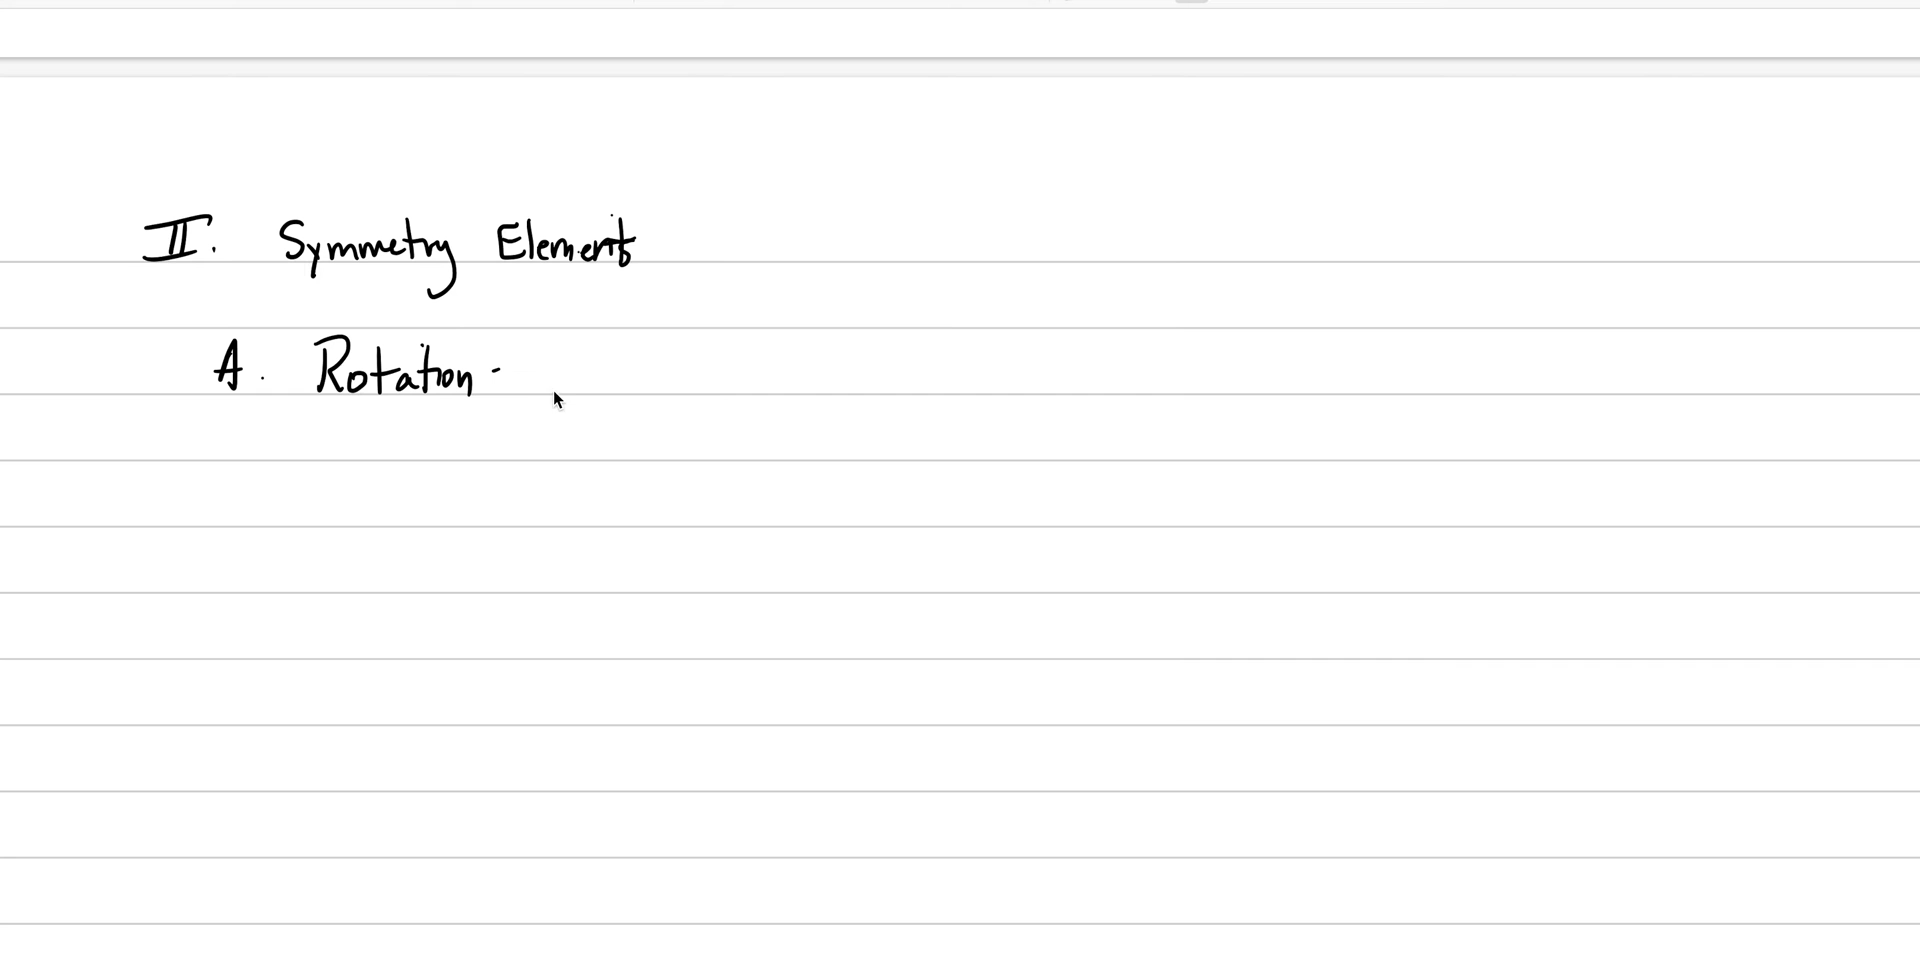 II. Symmetry Elements
A. Rotation -